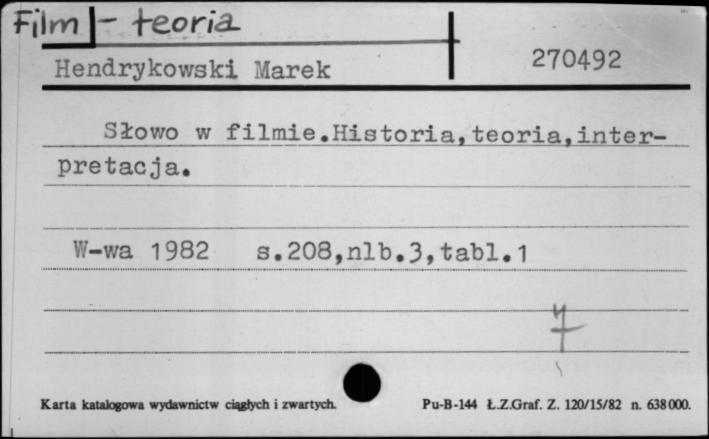 Film - teoria
Hendrykowski Marek 270492
Słowo w filmie.Historia,teoria,inter-
pretacja.
W-wa 1982 s.208,nlb.3,tabl.1
Karta katalogowa wydawnictw ciągłych i zwartych. Pu-B-144 Ł.Z.Graf. Z. 120/15/82 n. 638000.